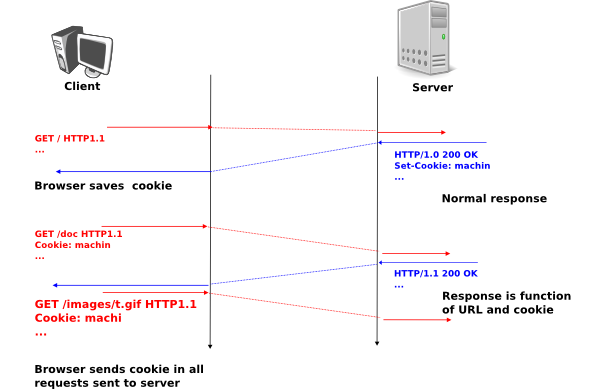 Client
Server
GET / HTTP1.1
...
HTTP/1.0 200 OK
Set-Cookie: machin
...
Browser saves  cookie
Normal response
GET /doc HTTP1.1
Cookie: machin
...
HTTP/1.1 200 OK
...
GET /images/t.gif HTTP1.1
Cookie: machi
...
Response is function
of URL and cookie
Browser sends cookie in all
requests sent to server